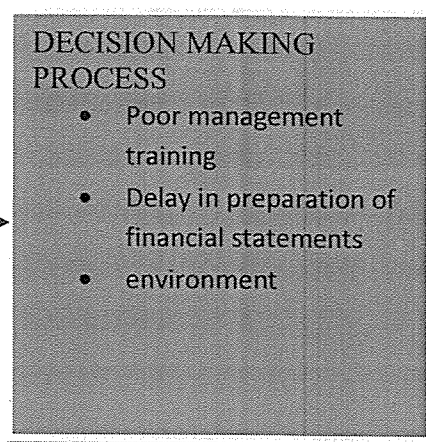 DECISION MAKING
PROCESS
• Poor management
training
• Delay in preparation of
financial statements
• environment